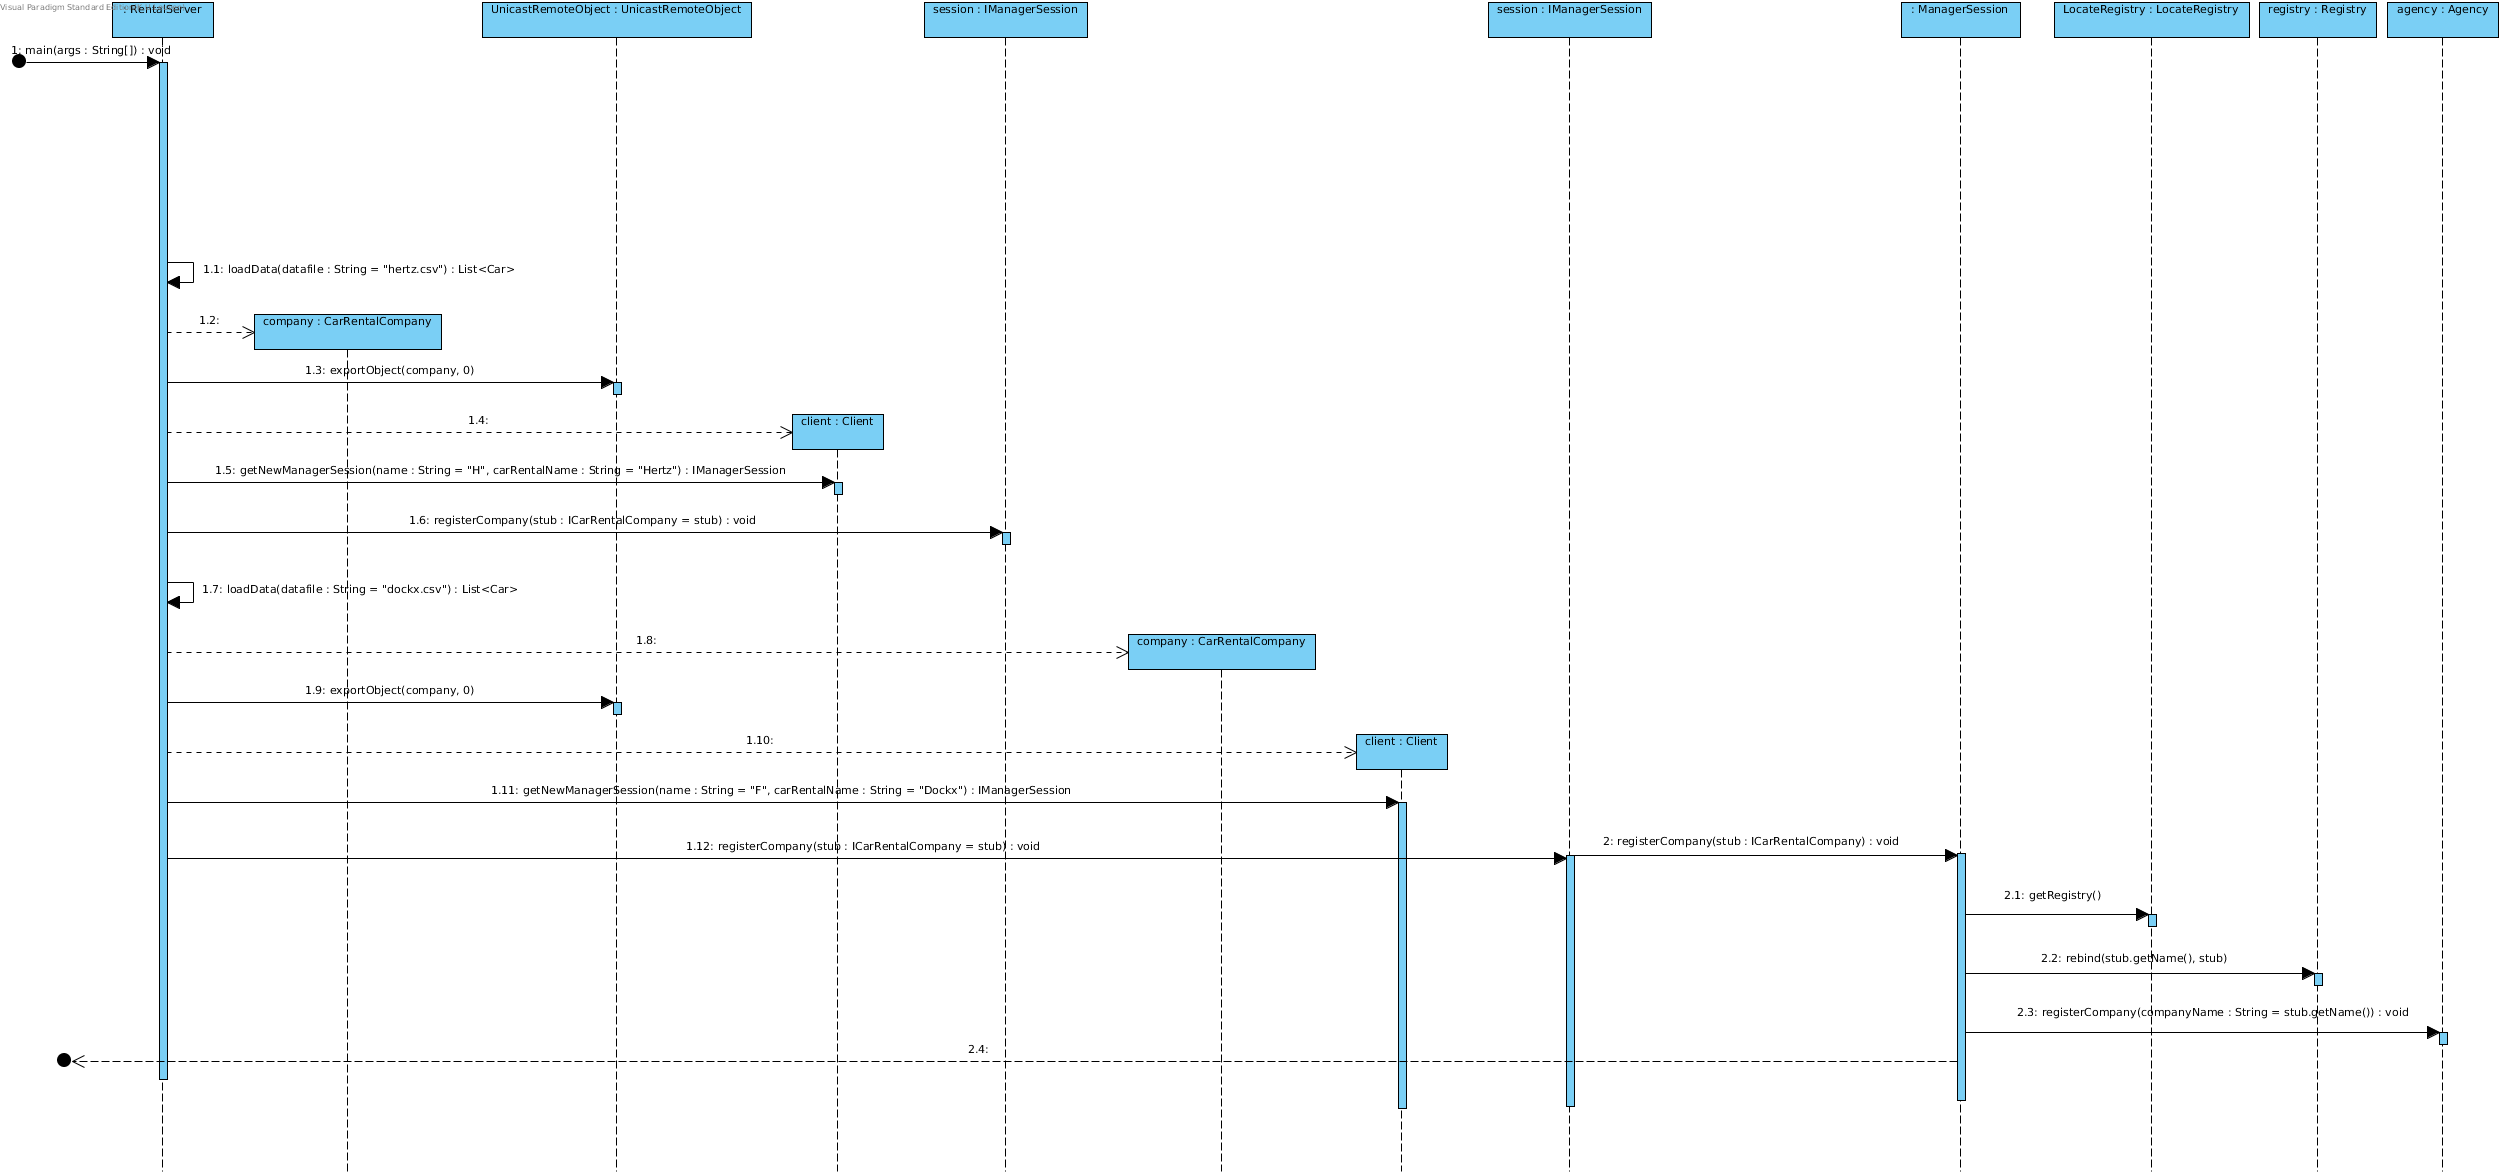 Visual Paradigm Standard Edition
: RentalServer
UnicastRemoteObject : UnicastRemoteObject
session : IManagerSession
session : IManagerSession
: ManagerSession
LocateRegistry : LocateRegistry
registry : Registry
agency : Agency
1: main(args : String[]) : void
1.1: loadData(datafile : String = "hertz.csv") : List<Car>
1.2:
company : CarRentalCompany
1.3: exportObject(company, 0)
1.4:
client : Client
1.5: getNewManagerSession(name : String = "H", carRentalName : String = "Hertz") : IManagerSession
1.6: registerCompany(stub : ICarRentalCompany = stub) : void
1.7: loadData(datafile : String = "dockx.csv") : List<Car>
1.8:
company : CarRentalCompany
1.9: exportObject(company, 0)
1.10:
client : Client
1.11: getNewManagerSession(name : String = "F", carRentalName : String = "Dockx") : IManagerSession
1.12: registerCompany(stub : ICarRentalCompany = stub) : void
2: registerCompany(stub : ICarRentalCompany) : void
2.1: getRegistry()
2.2: rebind(stub.getName(), stub)
2.3: registerCompany(companyName : String = stub.getName()) : void
2.4: